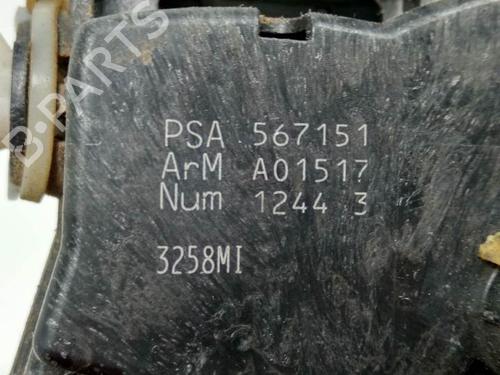 PSA 567151
ArM A01517
Num 1244 3
3258MI
B-PARTS